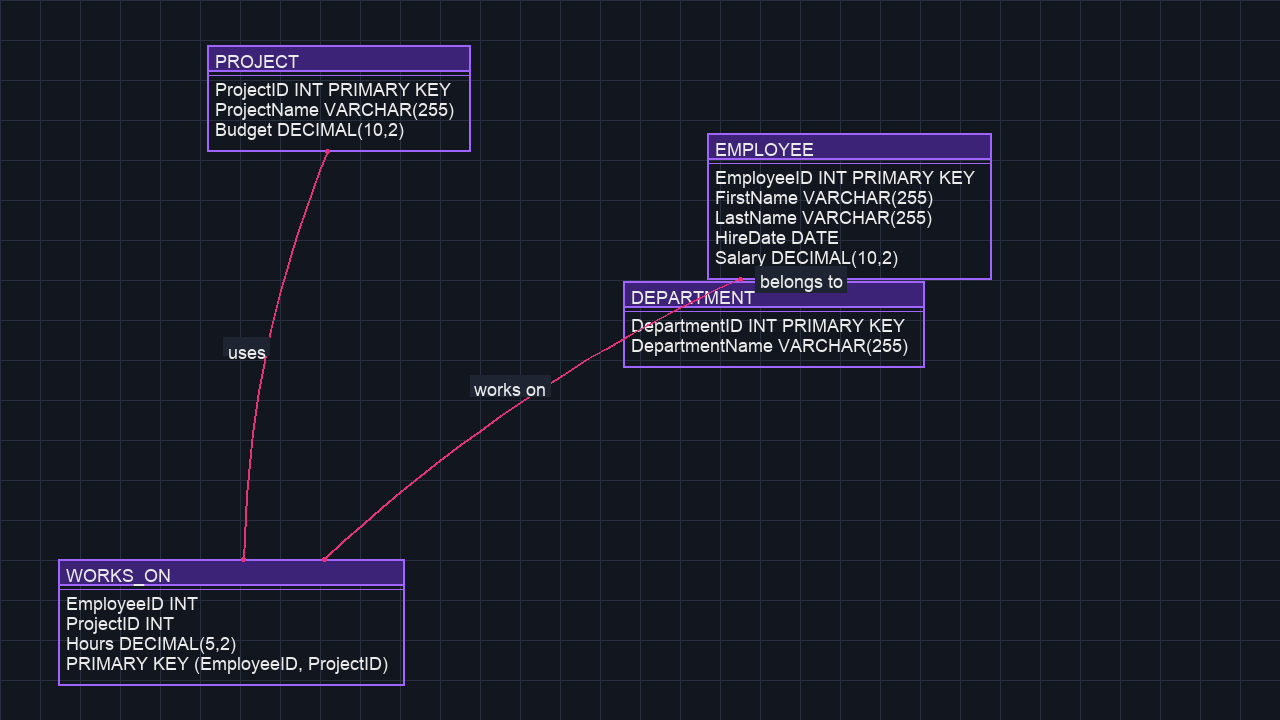 PROJECT
ProjectID INT PRIMARY KEY
ProjectName VARCHAR(255)
Budget DECIMAL(10,2)
EMPLOYEE
EmployeeID INT PRIMARY KEY
FirstName VARCHAR(255)
LastName VARCHAR(255)
HireDate DATE
Salary DECIMAL(10,2)
belongs to
DEPARTMENT
DepartmentID INT PRIMARY KEY
DepartmentName VARCHAR(255)
uses
works on
WORKS_ON
EmployeeID INT
ProjectID INT
Hours DECIMAL(5,2)
PRIMARY KEY (EmployeeID, ProjectID)